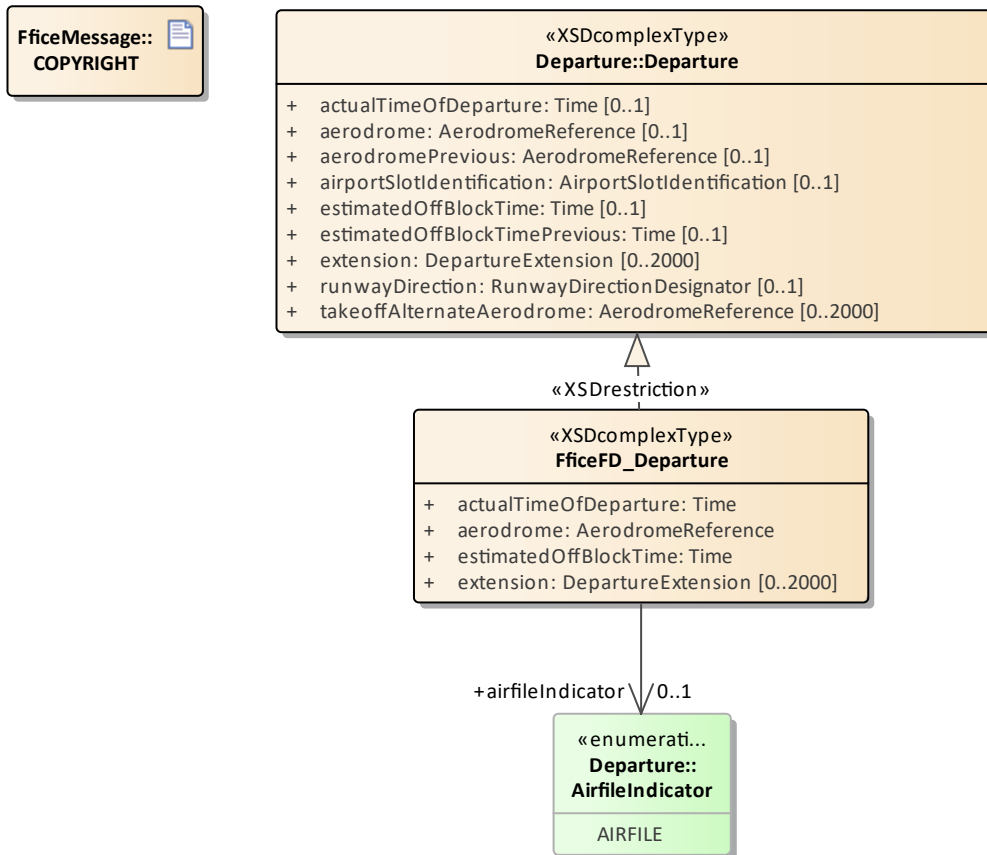 FficeMessage::
COPYRIGHT
«XSDcomplexType»
Departure::Departure
+ actualTimeOfDeparture: Time [0..1]
+ aerodrome: AerodromeReference [0..1]
+ aerodromePrevious: AerodromeReference [0..1]
+ airportSlotIdentification: AirportSlotIdentification [0..1]
+ estimatedOffBlockTime: Time [0..1]
+ estimatedOffBlockTimePrevious: Time [0..1]
+ extension: DepartureExtension [0..2000]
+ runwayDirection: RunwayDirectionDesignator [0..1]
+ takeoffAlternateAerodrome: AerodromeReference [0..2000]
«XSDrestriction»
«XSDcomplexType»
FficeFD_Departure
+ actualTimeOfDeparture: Time
+ aerodrome: AerodromeReference
+ estimatedOffBlockTime: Time
+ extension: DepartureExtension [0..2000]
+airfileIndicator 0..1
«enumerati...
Departure::
AirfileIndicator
AIRFILE